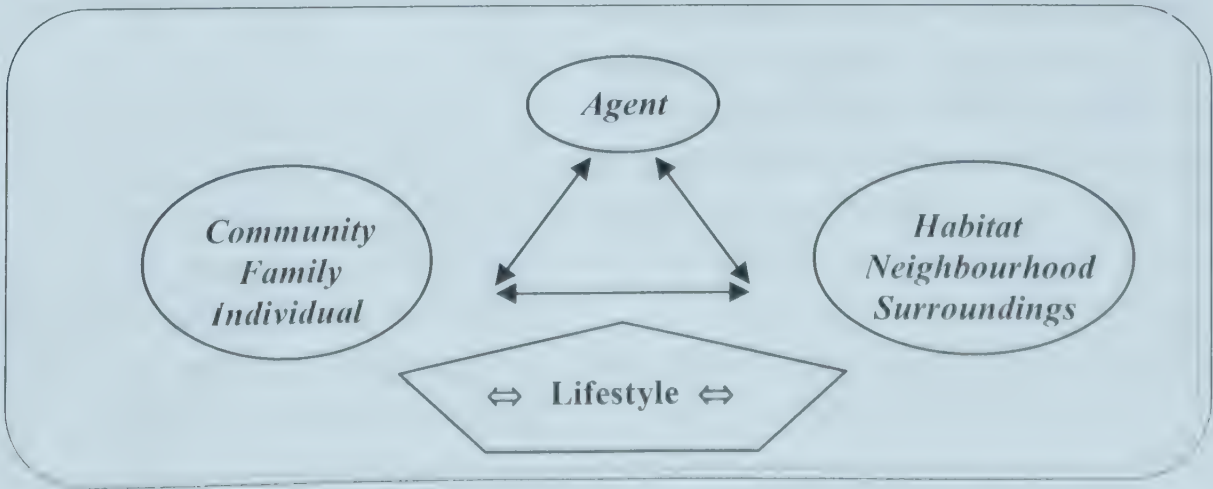 Agent
Community
Family
Individual
Habitat
Neighbourhood
Surroundings
⇔ Lifestyle ⇔